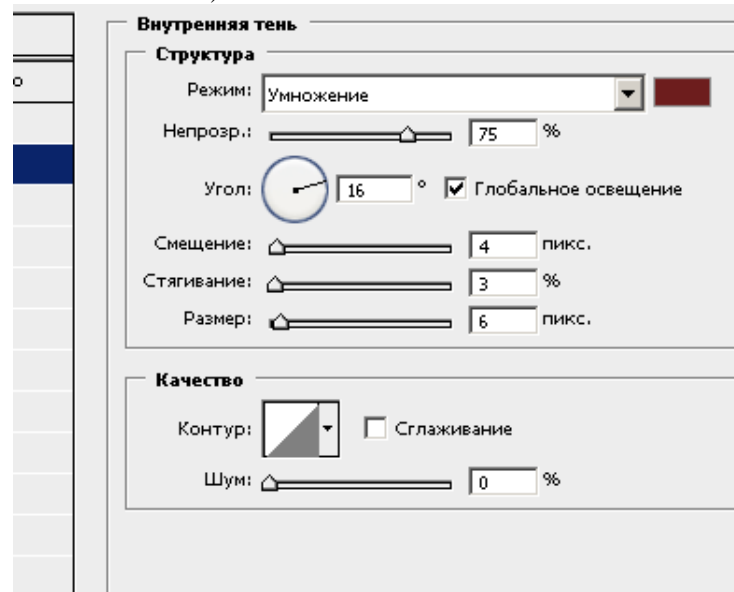 Внутренняя тень
Структура
о
Режим: Умножение
Непрозр.: 75 %
Угол: 16 ° Глобальное освещение
Смещение: 4 пикс.
Стягивание: 3 %
Размер: 6 пикс.
Качество
Контур: Сглаживание
Шум: 0 %